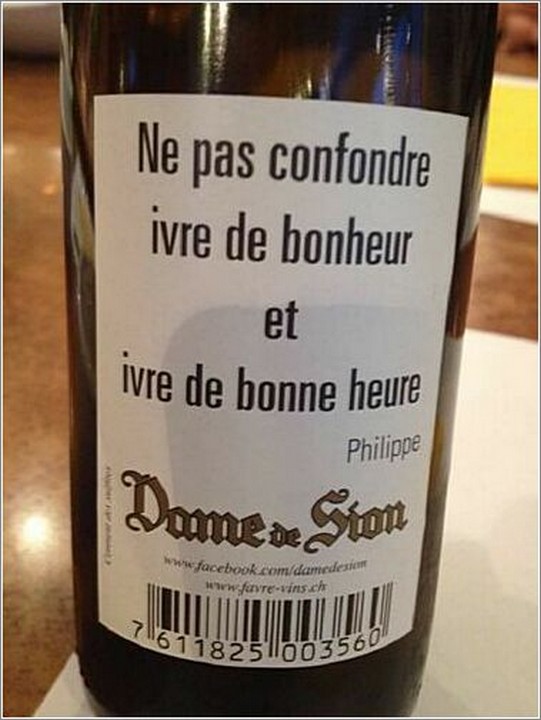 Ne pas confondre
ivre de bonheur
et
ivre de bonne heure
Philippe
Dame de Sion
www.facebook.com/damedesion
www.favre-vins.ch
7 611825 003560